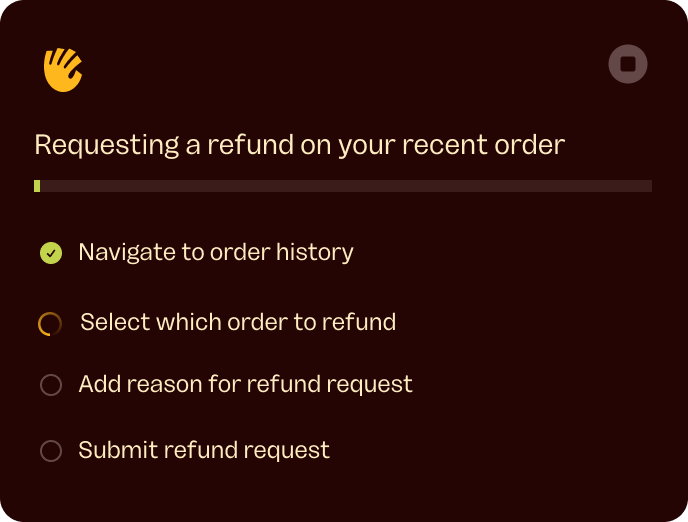 Requesting a refund on your recent order
Navigate to order history
Select which order to refund
Add reason for refund request
Submit refund request